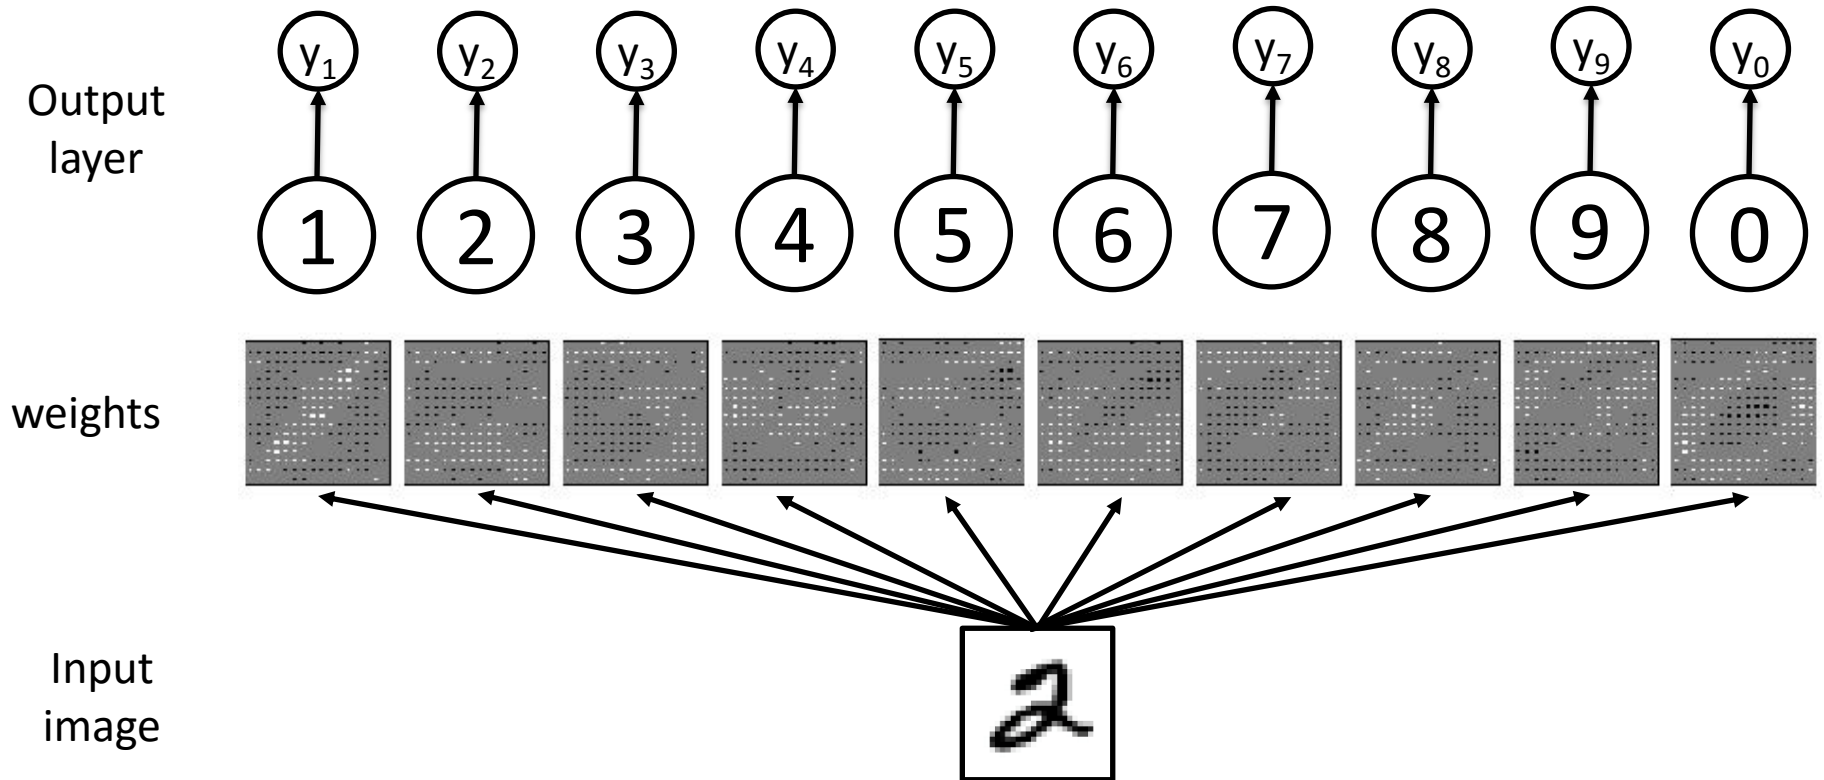 y₁ y₂ y₃ y₄ y₅ y₆ y₇ y₈ y₉ y₀
Output
layer
1 2 3 4 5 6 7 8 9 0
weights
Input
image
2